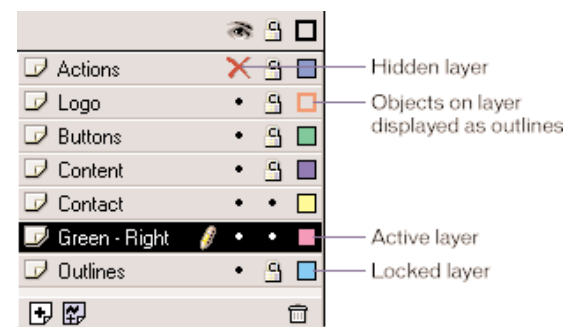 Actions
Hidden layer
Logo
Objects on layer
displayed as outlines
Buttons
Content
Contact
Green - Right
Active layer
Outlines
Locked layer